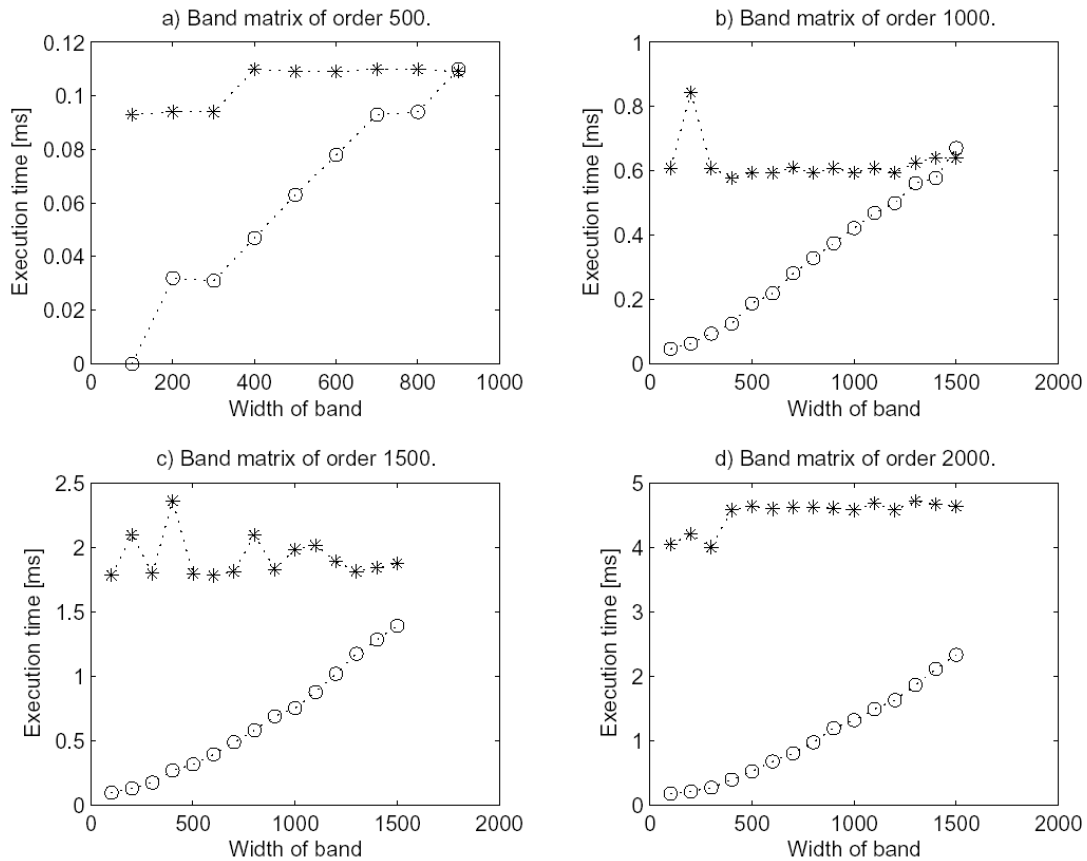 a) Band matrix of order 500.
0.12
0.1
0.08
0.06
0.04
0.02
0
Execution time [ms]
0 200 400 600 800 1000
Width of band
b) Band matrix of order 1000.
1
0.8
0.6
0.4
0.2
0
Execution time [ms]
0 500 1000 1500 2000
Width of band
c) Band matrix of order 1500.
2.5
2
1.5
1
0.5
0
Execution time [ms]
0 500 1000 1500 2000
Width of band
d) Band matrix of order 2000.
5
4
3
2
1
0
Execution time [ms]
0 500 1000 1500 2000
Width of band